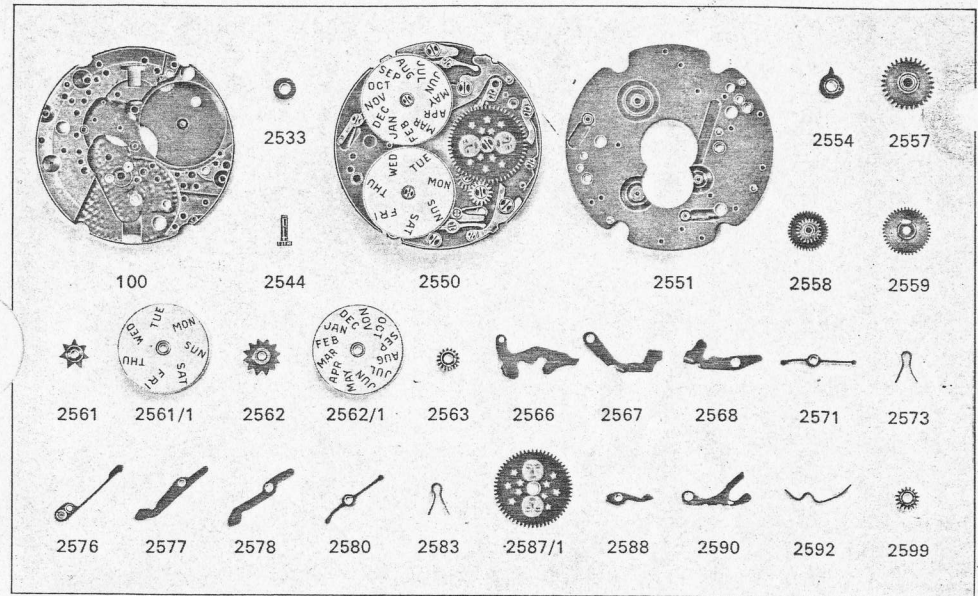 SEP
AUG
JUL
OCT
JUN
NOV
MAY
DEC
APR
JAN
FEB
MAR
WED
TUE
THU
MON
FRI
SUN
SAT
2533
2554
2557
100
2544
2550
2551
2558
2559
WED
TUE
MON
THU
SUN
FRI
SAT
DEC
NOV
JAN
OCT
FEB
SEP
MAR
AUG
APR
JUL
MAY
JUN
2561
2561/1
2562
2562/1
2563
2566
2567
2568
2571
2573
2576
2577
2578
2580
2583
2587/1
2588
2590
2592
2599